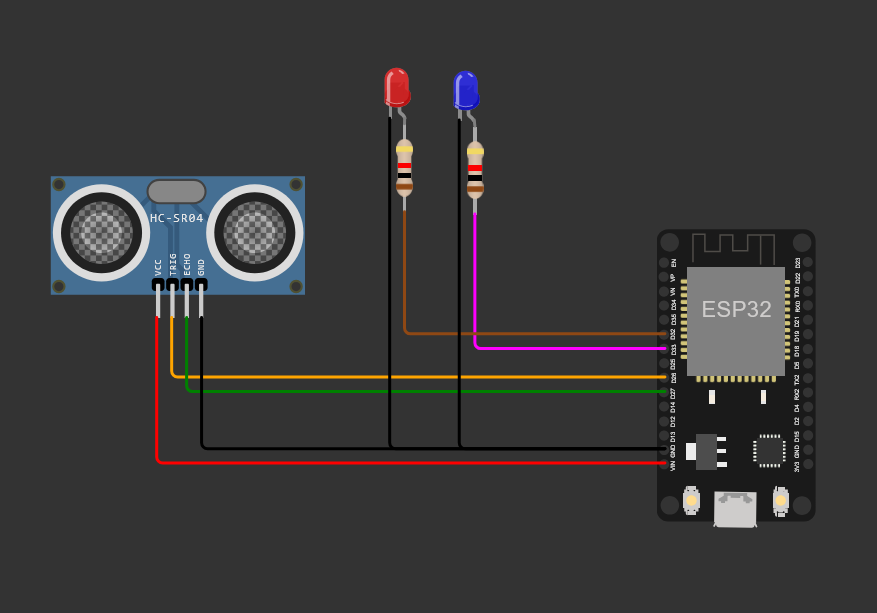 HC-SR04
VCC
TRIG
ECHO
GND
ESP32
EN
VP
VN
D34
D35
D32
D33
D25
D26
D27
D14
D12
D13
GND
VIN
D23
D22
TX0
RX0
D21
D19
D18
D5
TX2
RX2
D4
D2
D15
GND
3V3